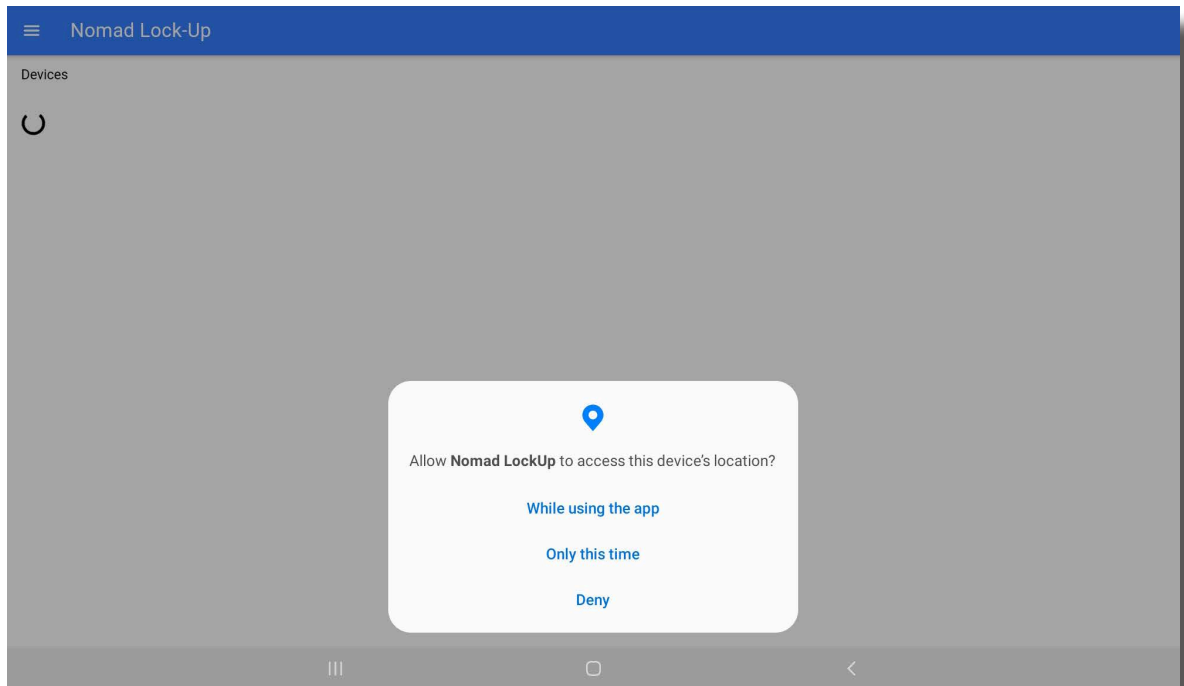 Nomad Lock-Up
Devices
Allow Nomad LockUp to access this device's location?
While using the app
Only this time
Deny